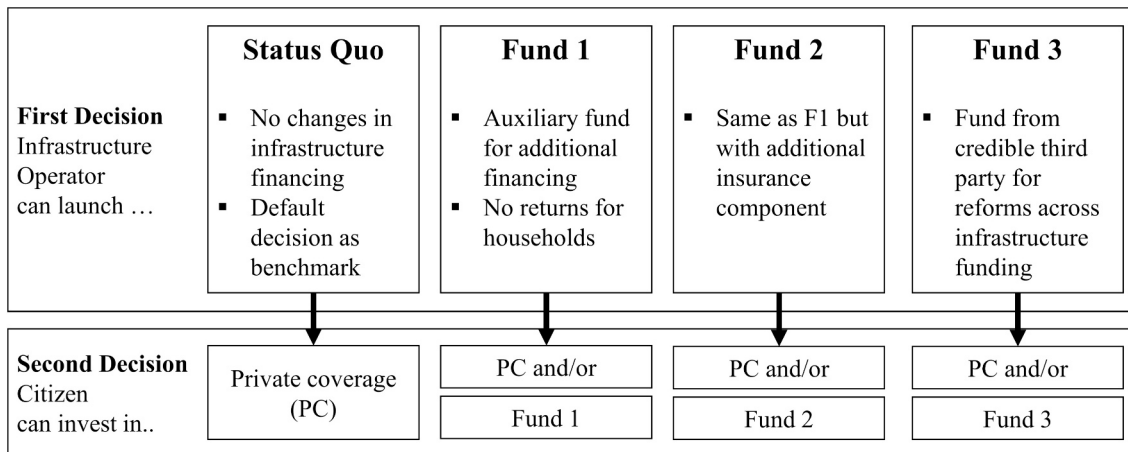 First Decision
Infrastructure
Operator
can launch …
Status Quo
▪ No changes in
infrastructure
financing
▪ Default
decision as
benchmark
Fund 1
▪ Auxiliary fund
for additional
financing
▪ No returns for
households
Fund 2
▪ Same as F1 but
with additional
insurance
component
Fund 3
▪ Fund from
credible third
party for
reforms across
infrastructure
funding
Second Decision
Citizen
can invest in..
Private coverage
(PC)
PC and/or
Fund 1
PC and/or
Fund 2
PC and/or
Fund 3